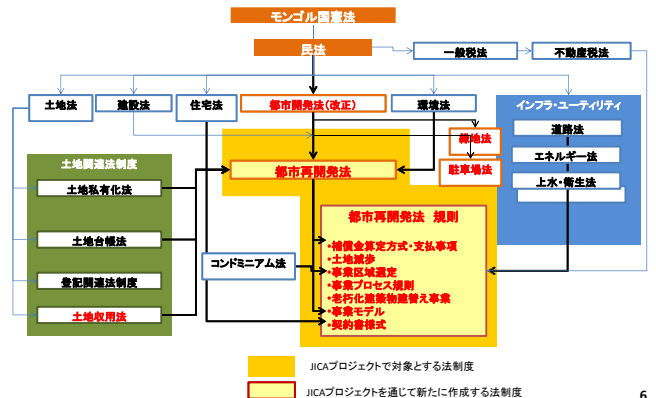 モンゴル国憲法
民法
一般税法
不動産税法
土地法
建設法
住宅法
都市開発法(改正)
環境法
インフラ・ユーティリティ
道路法
エネルギー法
上水・衛生法
緑地法
駐車場法
土地関連法制度
土地私有化法
土地台帳法
登記関連法制度
土地収用法
都市再開発法
コンドミニアム法
都市再開発法 規則
・補償金算定方式・支払事項
・土地減歩
・事業区域選定
・事業プロセス規則
・老朽化建築物建替え事業
・事業モデル
・契約書様式
JICAプロジェクトで対象とする法制度
JICAプロジェクトを通じて新たに作成する法制度
6